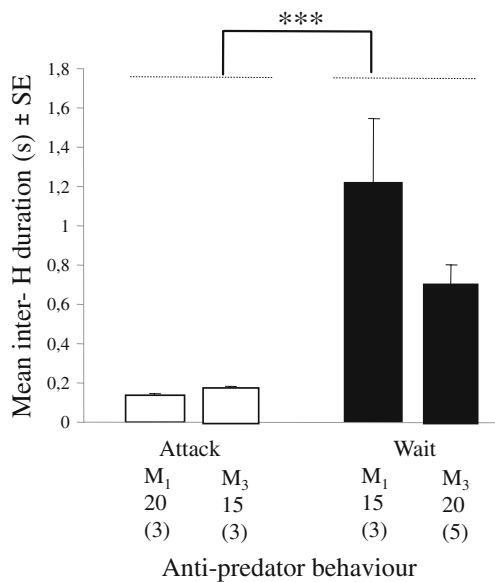 ***
Mean inter- H duration (s) ± SE
1,8
1,6
1,4
1,2
1
0,8
0,6
0,4
0,2
0
Attack Wait
M₁ M₃ M₁ M₃
20 15 15 20
(3) (3) (3) (5)
Anti-predator behaviour